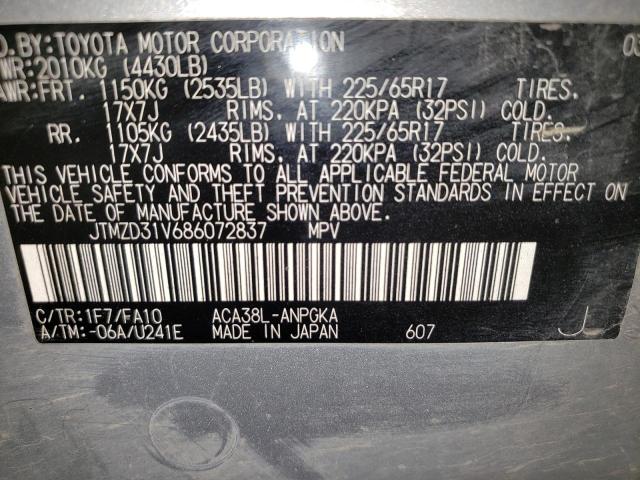 D. BY: TOYOTA MOTOR CORPORATION 03
WR: 2010KG (4430LB)
AWR: FRT. 1150KG (2535LB) WITH 225/65R17 TIRES.
17X7J RIMS. AT 220KPA (32PSI) COLD.
RR. 1105KG (2435LB) WITH 225/65R17 TIRES.
17X7J RIMS. AT 220KPA (32PSI) COLD.
THIS VEHICLE CONFORMS TO ALL APPLICABLE FEDERAL MOTOR
VEHICLE SAFETY AND THEFT PREVENTION STANDARDS IN EFFECT ON
THE DATE OF MANUFACTURE SHOWN ABOVE.
JTMZD31V686072837 MPV
C/TR: 1F7/FA10 ACA38L-ANPGKA
A/TM: -06A/U241E MADE IN JAPAN 607 J